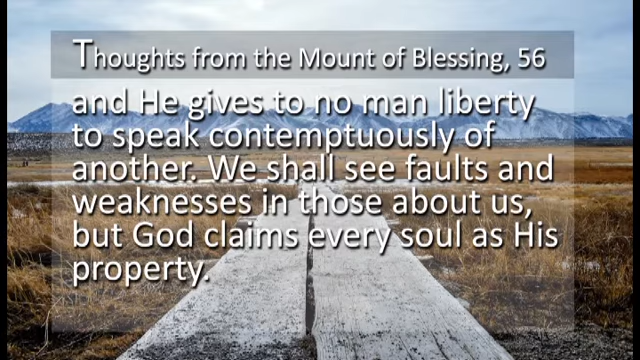 Thoughts from the Mount of Blessing, 56
and He gives to no man liberty
to speak contemptuously of
another. We shall see faults and
weaknesses in those about us,
but God claims every soul as His
property.